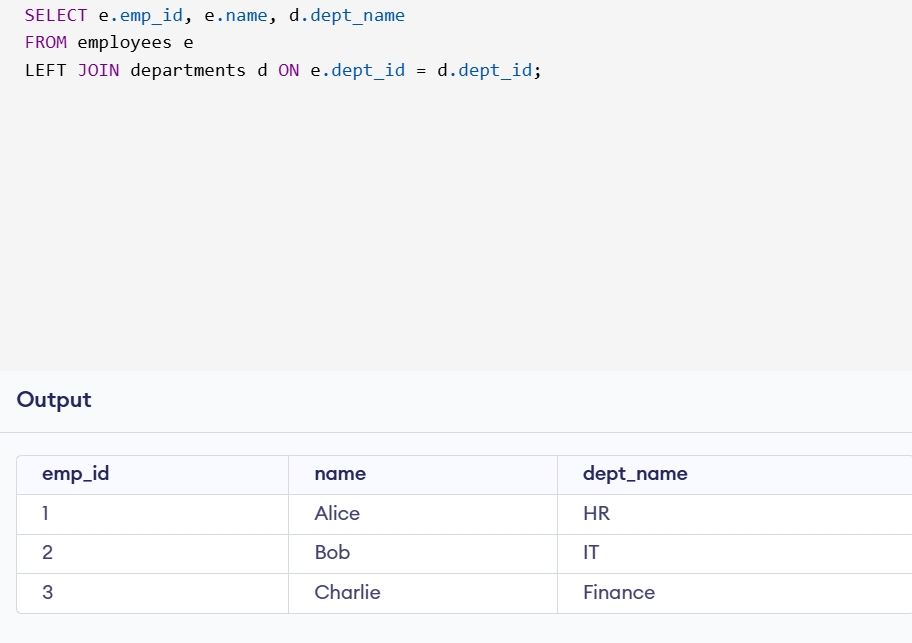 SELECT e.emp_id, e.name, d.dept_name
FROM employees e
LEFT JOIN departments d ON e.dept_id = d.dept_id;
Output
emp_id name dept_name
1 Alice HR
2 Bob IT
3 Charlie Finance